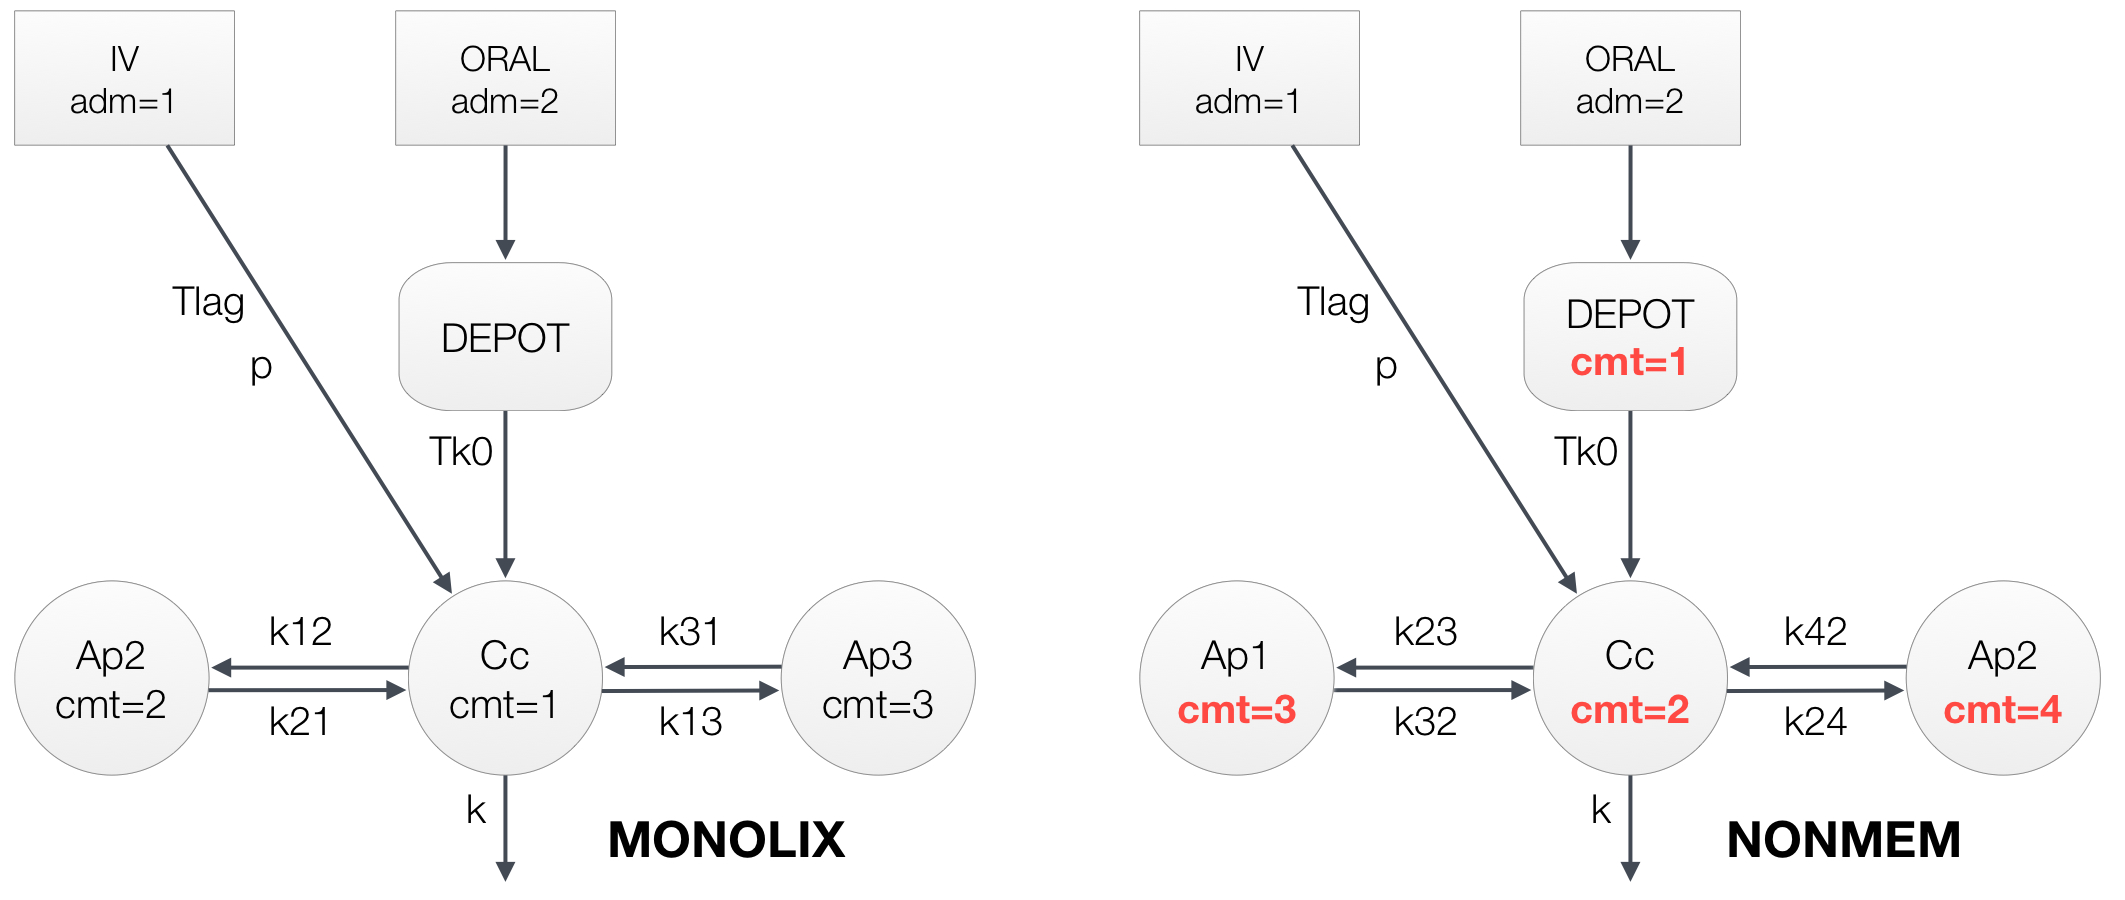 IV
adm=1
ORAL
adm=2
Tlag
p
DEPOT
Tk0
Ap2
cmt=2
k12
k21
Cc
cmt=1
k31
k13
Ap3
cmt=3
k
MONOLIX
IV
adm=1
ORAL
adm=2
Tlag
p
DEPOT
cmt=1
Tk0
Ap1
cmt=3
k23
k32
Cc
cmt=2
k42
k24
Ap2
cmt=4
k
NONMEM